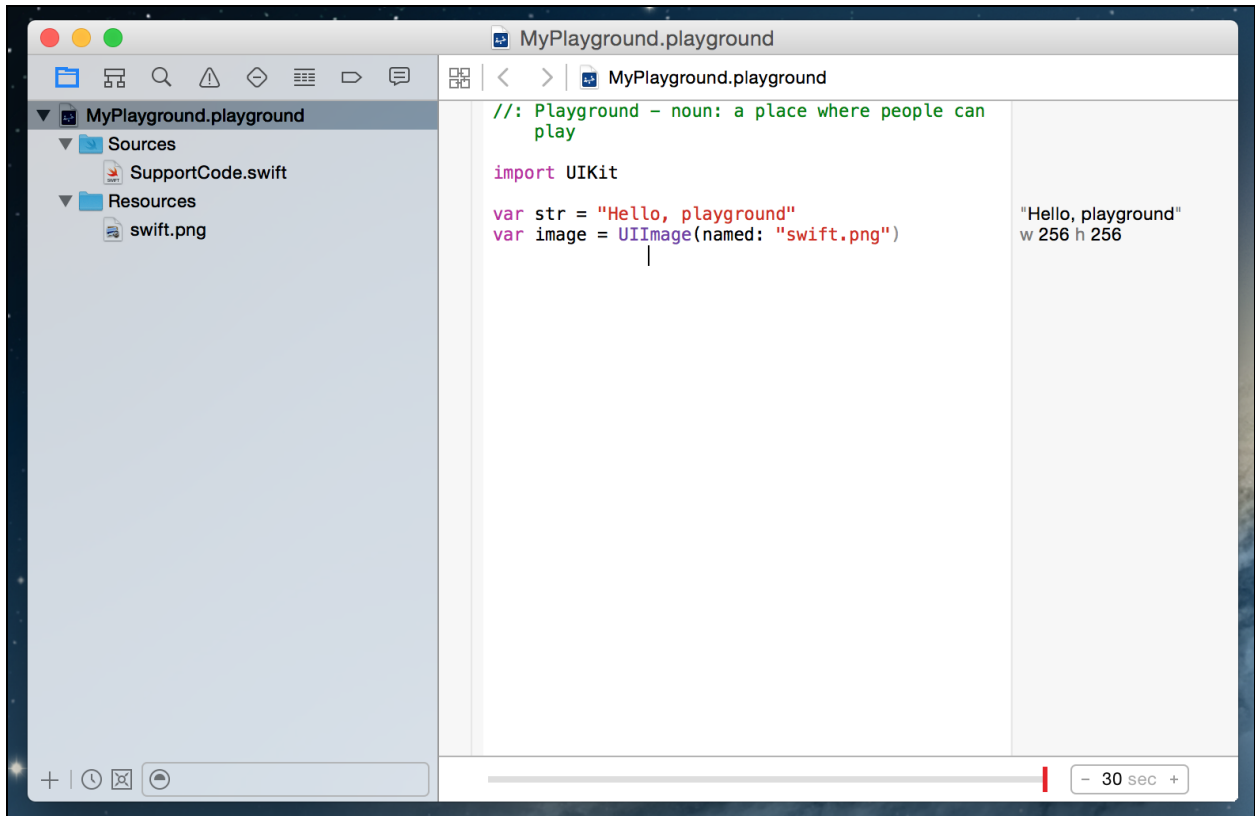 MyPlayground.playground
MyPlayground.playground
MyPlayground.playground
Sources
SupportCode.swift
Resources
swift.png
//: Playground – noun: a place where people can
play
import UIKit
var str = "Hello, playground"
var image = UIImage(named: "swift.png")
"Hello, playground"
w 256 h 256
- 30 sec +